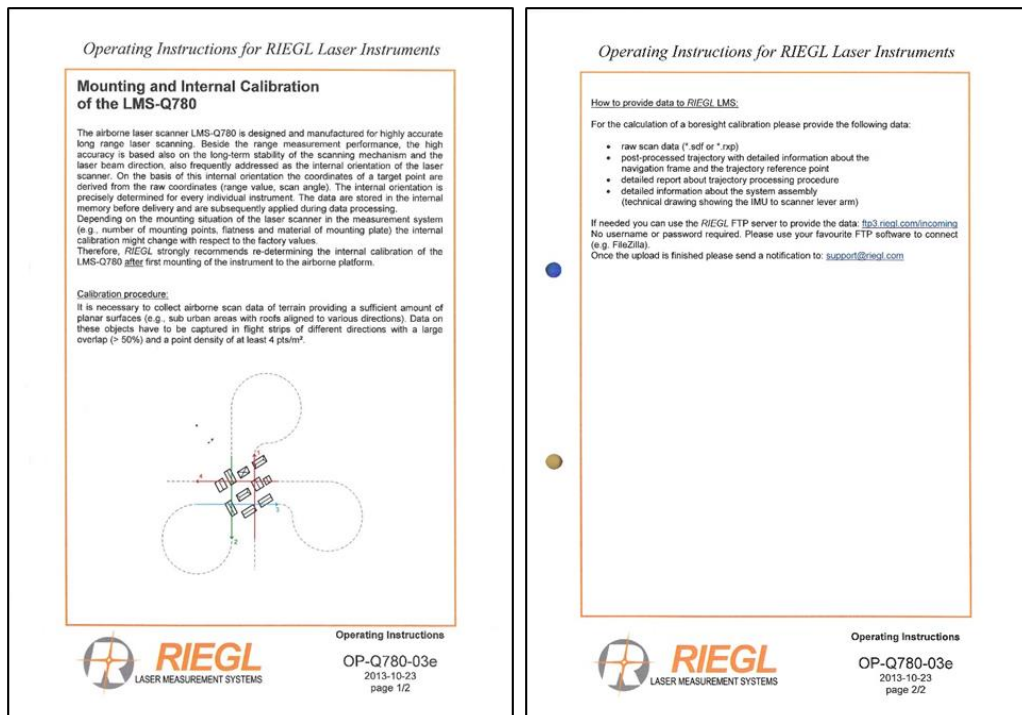 Operating Instructions for RIEGL Laser Instruments
Mounting and Internal Calibration
of the LMS-Q780
The airborne laser scanner LMS-Q780 is designed and manufactured for highly accurate
long range laser scanning. Beside the range measurement performance, the high
accuracy is based also on the long-term stability of the scanning mechanism and the
laser beam direction, also frequently addressed as the internal orientation of the laser
scanner. On the basis of this internal orientation the coordinates of a target point are
derived from the raw coordinates (range value, scan angle). The internal orientation is
precisely determined for every individual instrument. The data are stored in the internal
memory before delivery and are subsequently applied during data processing.
Depending on the mounting situation of the laser scanner in the measurement system
(e.g., number of mounting points, flatness and material of mounting plate) the internal
calibration might change with respect to the factory values.
Therefore, RIEGL strongly recommends re-determining the internal calibration of the
LMS-Q780 after first mounting of the instrument to the airborne platform.
Calibration procedure:
It is necessary to collect airborne scan data of terrain providing a sufficient amount of
planar surfaces (e.g., sub urban areas with roofs aligned to various directions). Data on
these objects have to be captured in flight strips of different directions with a large
overlap (> 50%) and a point density of at least 4 pts/m².
1
4
3
2
RIEGL
LASER MEASUREMENT SYSTEMS
Operating Instructions
OP-Q780-03e
2013-10-23
page 1/2
Operating Instructions for RIEGL Laser Instruments
How to provide data to RIEGL LMS:
For the calculation of a boresight calibration please provide the following data:
• raw scan data (*.sdf or *.rxp)
• post-processed trajectory with detailed information about the
navigation frame and the trajectory reference point
• detailed report about trajectory processing procedure
• detailed information about the system assembly
(technical drawing showing the IMU to scanner lever arm)
If needed you can use the RIEGL FTP server to provide the data: ftp3.riegl.com/incoming
No username or password required. Please use your favourite FTP software to connect
(e.g. FileZilla).
Once the upload is finished please send a notification to: support@riegl.com
RIEGL
LASER MEASUREMENT SYSTEMS
Operating Instructions
OP-Q780-03e
2013-10-23
page 2/2